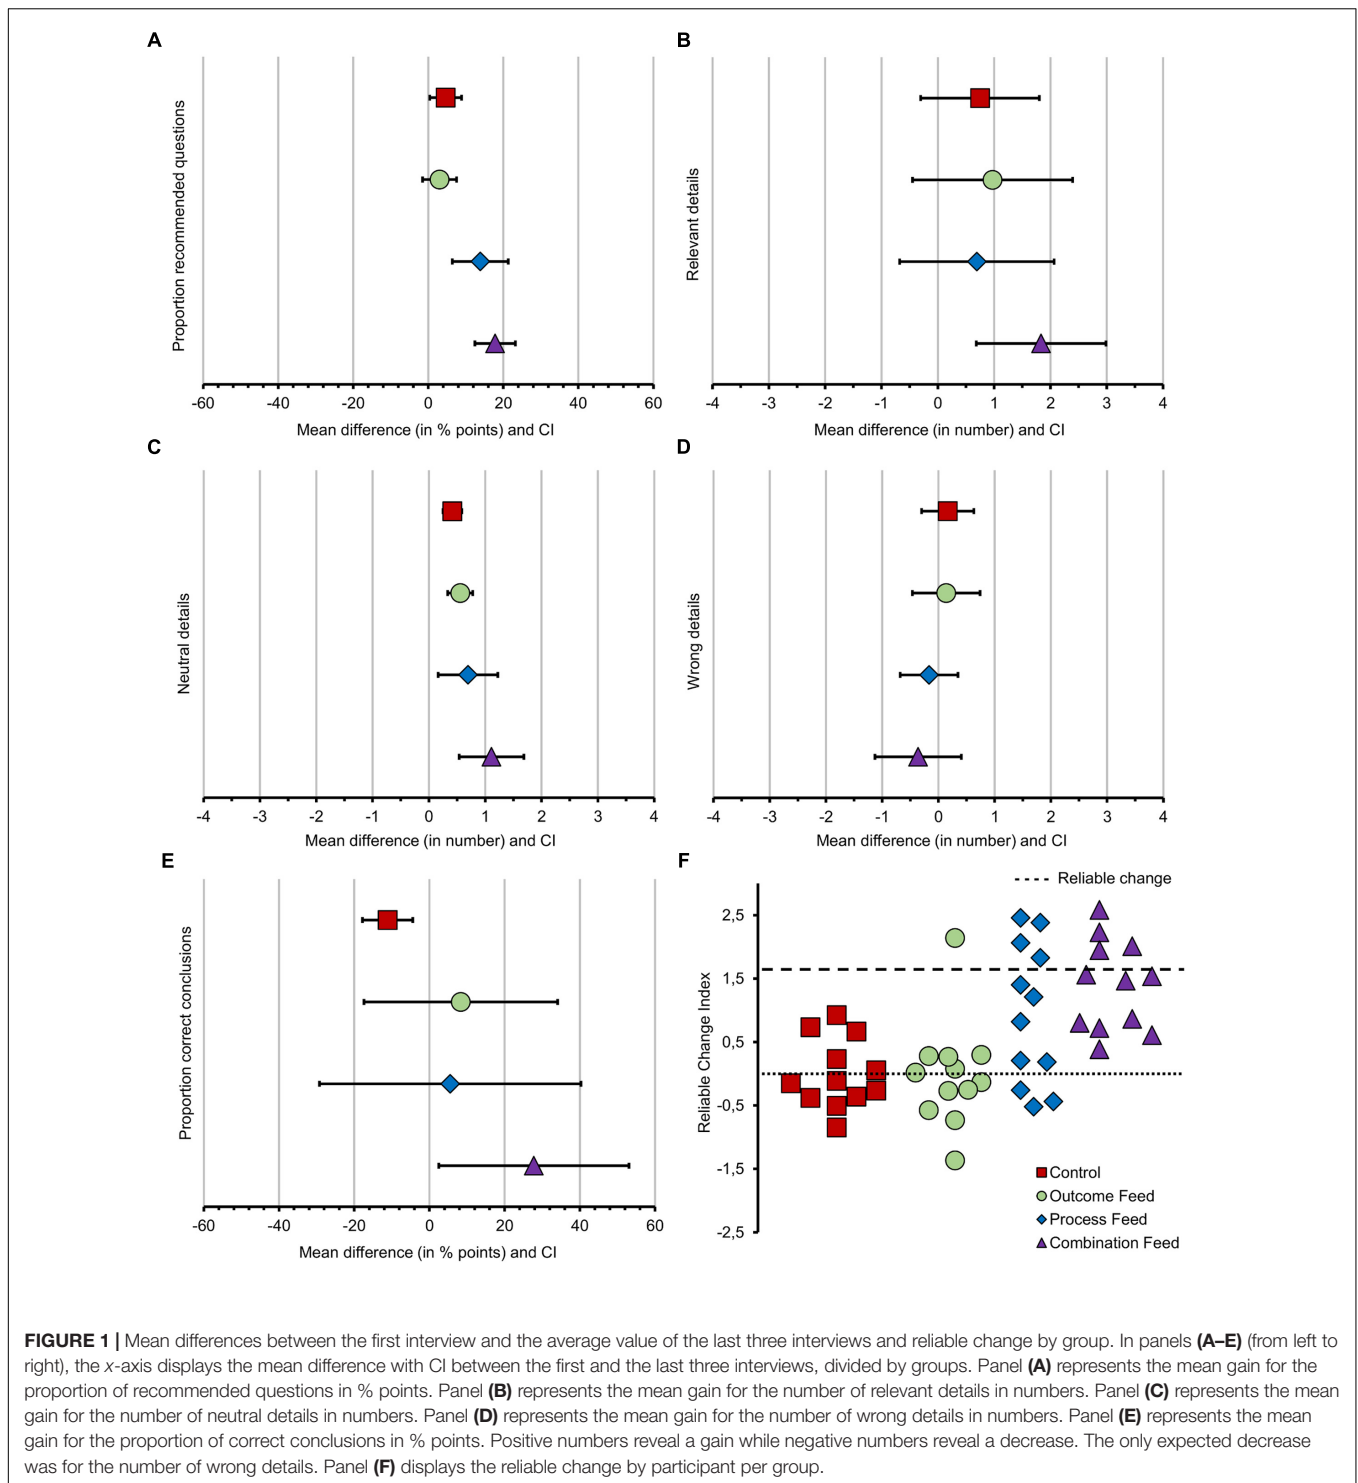 A
Proportion recommended questions
-60 -40 -20 0 20 40 60
Mean difference (in % points) and CI
B
Relevant details
-4 -3 -2 -1 0 1 2 3 4
Mean difference (in number) and CI
C
Neutral details
-4 -3 -2 -1 0 1 2 3 4
Mean difference (in number) and CI
D
Wrong details
-4 -3 -2 -1 0 1 2 3 4
Mean difference (in number) and CI
E
Proportion correct conclusions
-60 -40 -20 0 20 40 60
Mean difference (in % points) and CI
F
Reliable change
Reliable Change Index
2,5
1,5
0,5
-0,5
-1,5
-2,5
Control
Outcome Feed
Process Feed
Combination Feed
FIGURE 1 | Mean differences between the first interview and the average value of the last three interviews and reliable change by group. In panels (A–E) (from left to
right), the x-axis displays the mean difference with CI between the first and the last three interviews, divided by groups. Panel (A) represents the mean gain for the
proportion of recommended questions in % points. Panel (B) represents the mean gain for the number of relevant details in numbers. Panel (C) represents the mean
gain for the number of neutral details in numbers. Panel (D) represents the mean gain for the number of wrong details in numbers. Panel (E) represents the mean
gain for the proportion of correct conclusions in % points. Positive numbers reveal a gain while negative numbers reveal a decrease. The only expected decrease
was for the number of wrong details. Panel (F) displays the reliable change by participant per group.